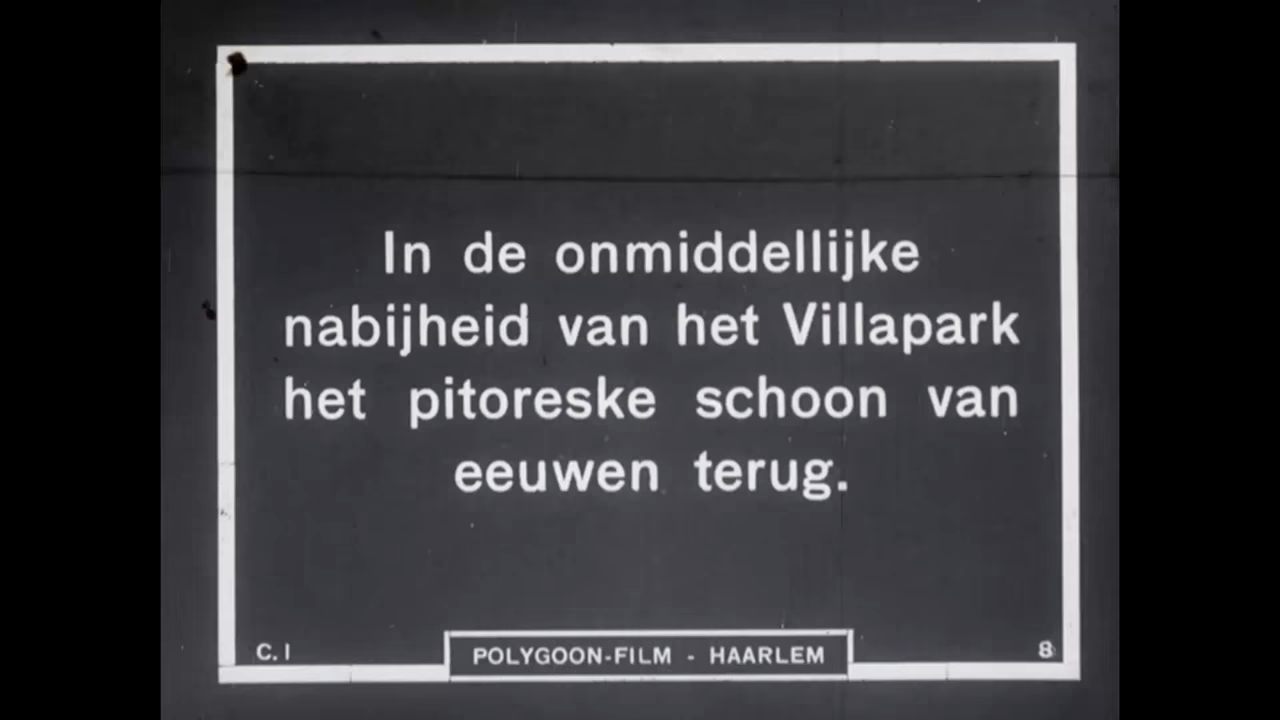 In de onmiddellijke
nabijheid van het Villapark
het pitoreske schoon van
eeuwen terug.
C. I
POLYGOON-FILM - HAARLEM
8